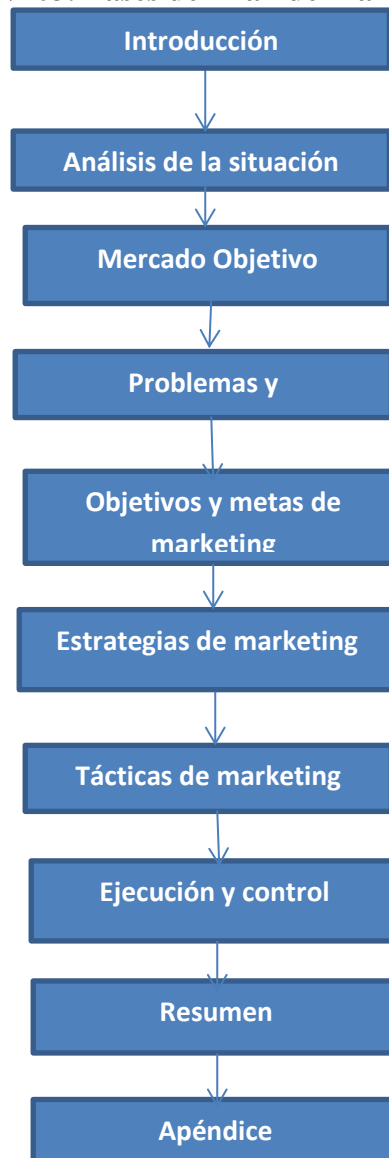 Introducción
Análisis de la situación
Mercado Objetivo
Problemas y
Objetivos y metas de
marketing
Estrategias de marketing
Tácticas de marketing
Ejecución y control
Resumen
Apéndice